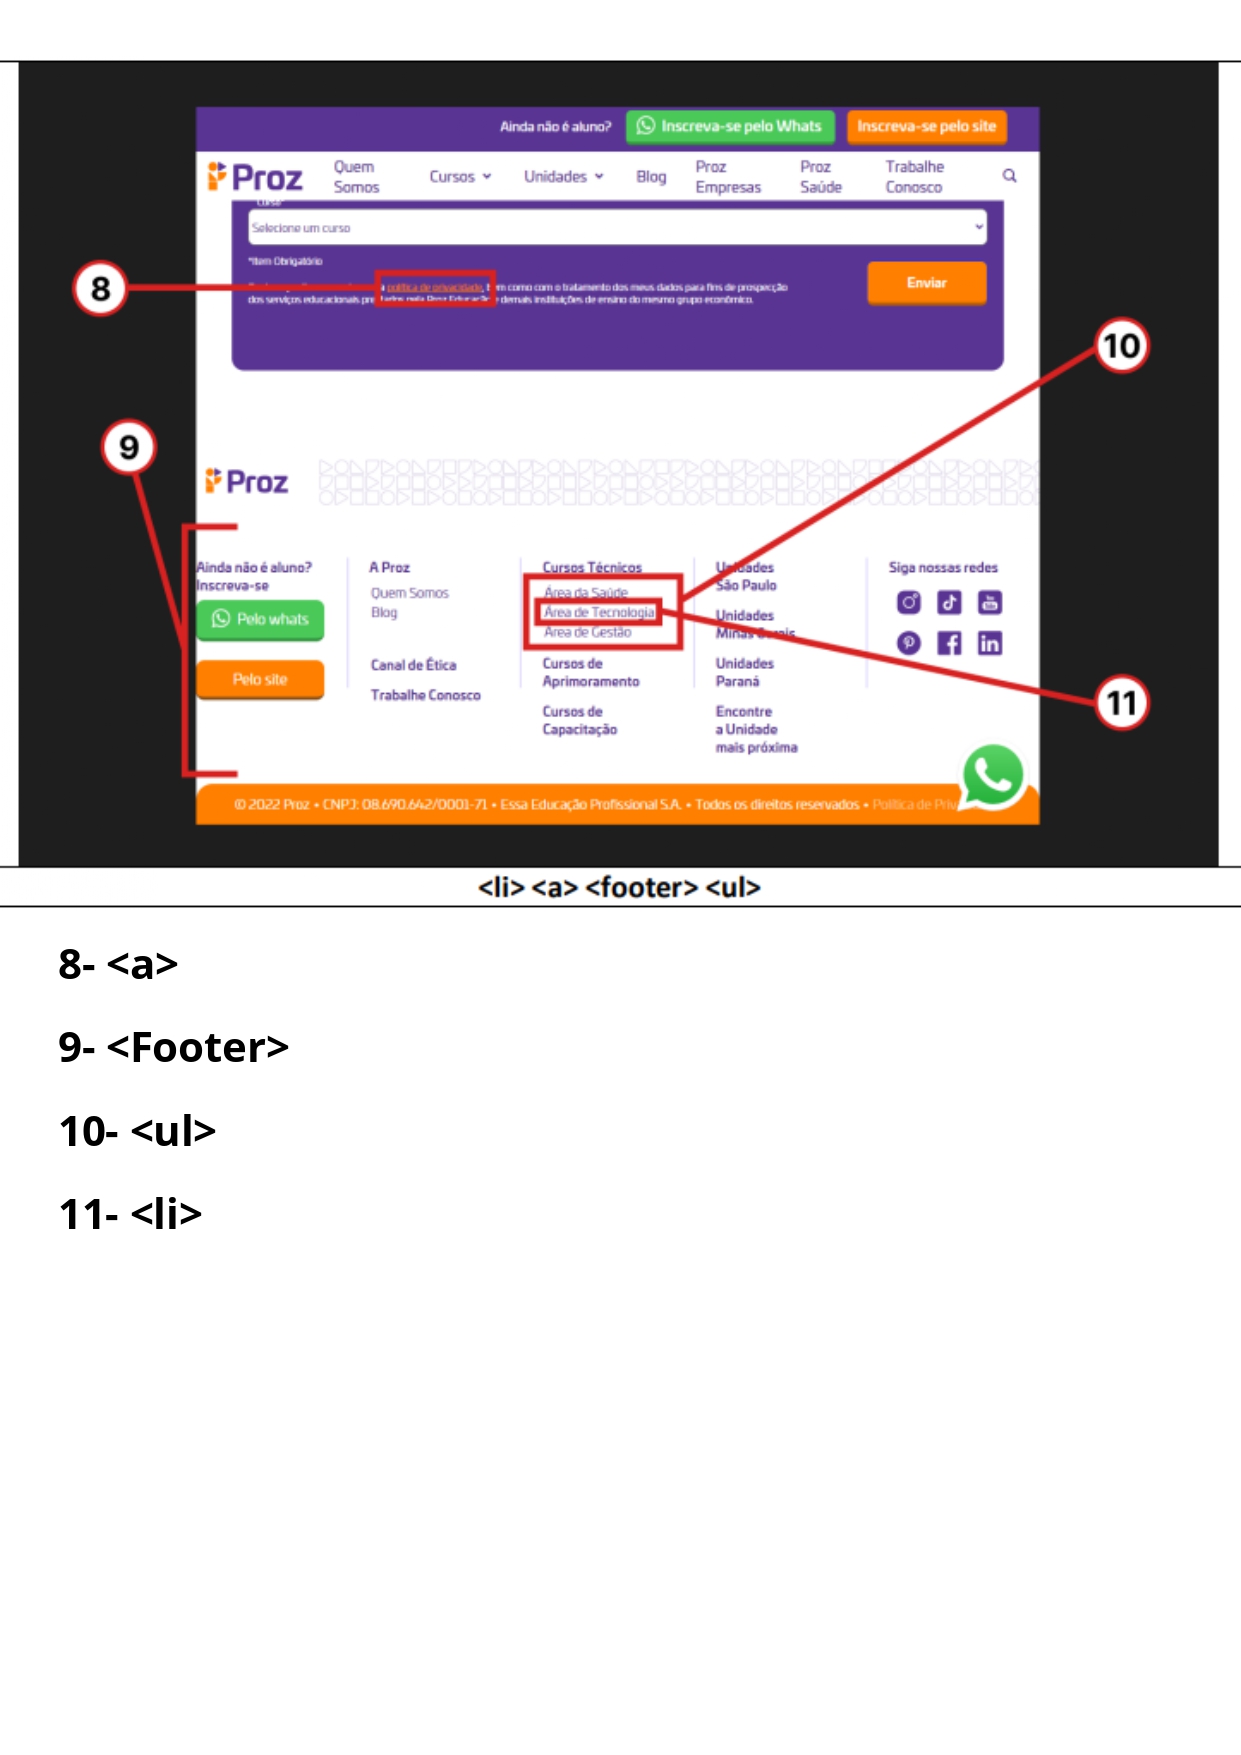 Ainda não é aluno?
Inscreva-se pelo Whats
Inscreva-se pelo site
Proz
Quem
Somos
Cursos
Unidades
Blog
Proz
Empresas
Proz
Saúde
Trabalhe
Conosco
Curso*
Selecione um curso
*Item Obrigatório
política de privacidade, bem como com o tratamento dos meus dados para fins de prospecção
dos serviços educacionais prestados pela Proz Educação e demais instituições de ensino do mesmo grupo econômico.
Enviar
8
10
9
Proz
Ainda não é aluno?
Inscreva-se
Pelo whats
Pelo site
A Proz
Quem Somos
Blog
Canal de Ética
Trabalhe Conosco
Cursos Técnicos
Área da Saúde
Área de Tecnologia
Área de Gestão
Cursos de
Aprimoramento
Cursos de
Capacitação
Unidades
São Paulo
Unidades
Minas Gerais
Unidades
Paraná
Encontre
a Unidade
mais próxima
Siga nossas redes
You
Tube
11
© 2022 Proz • CNPJ: 08.690.642/0001-71 • Essa Educação Profissional S.A. • Todos os direitos reservados • Política de Priv
<li> <a> <footer> <ul>
8- <a>
9- <Footer>
10- <ul>
11- <li>